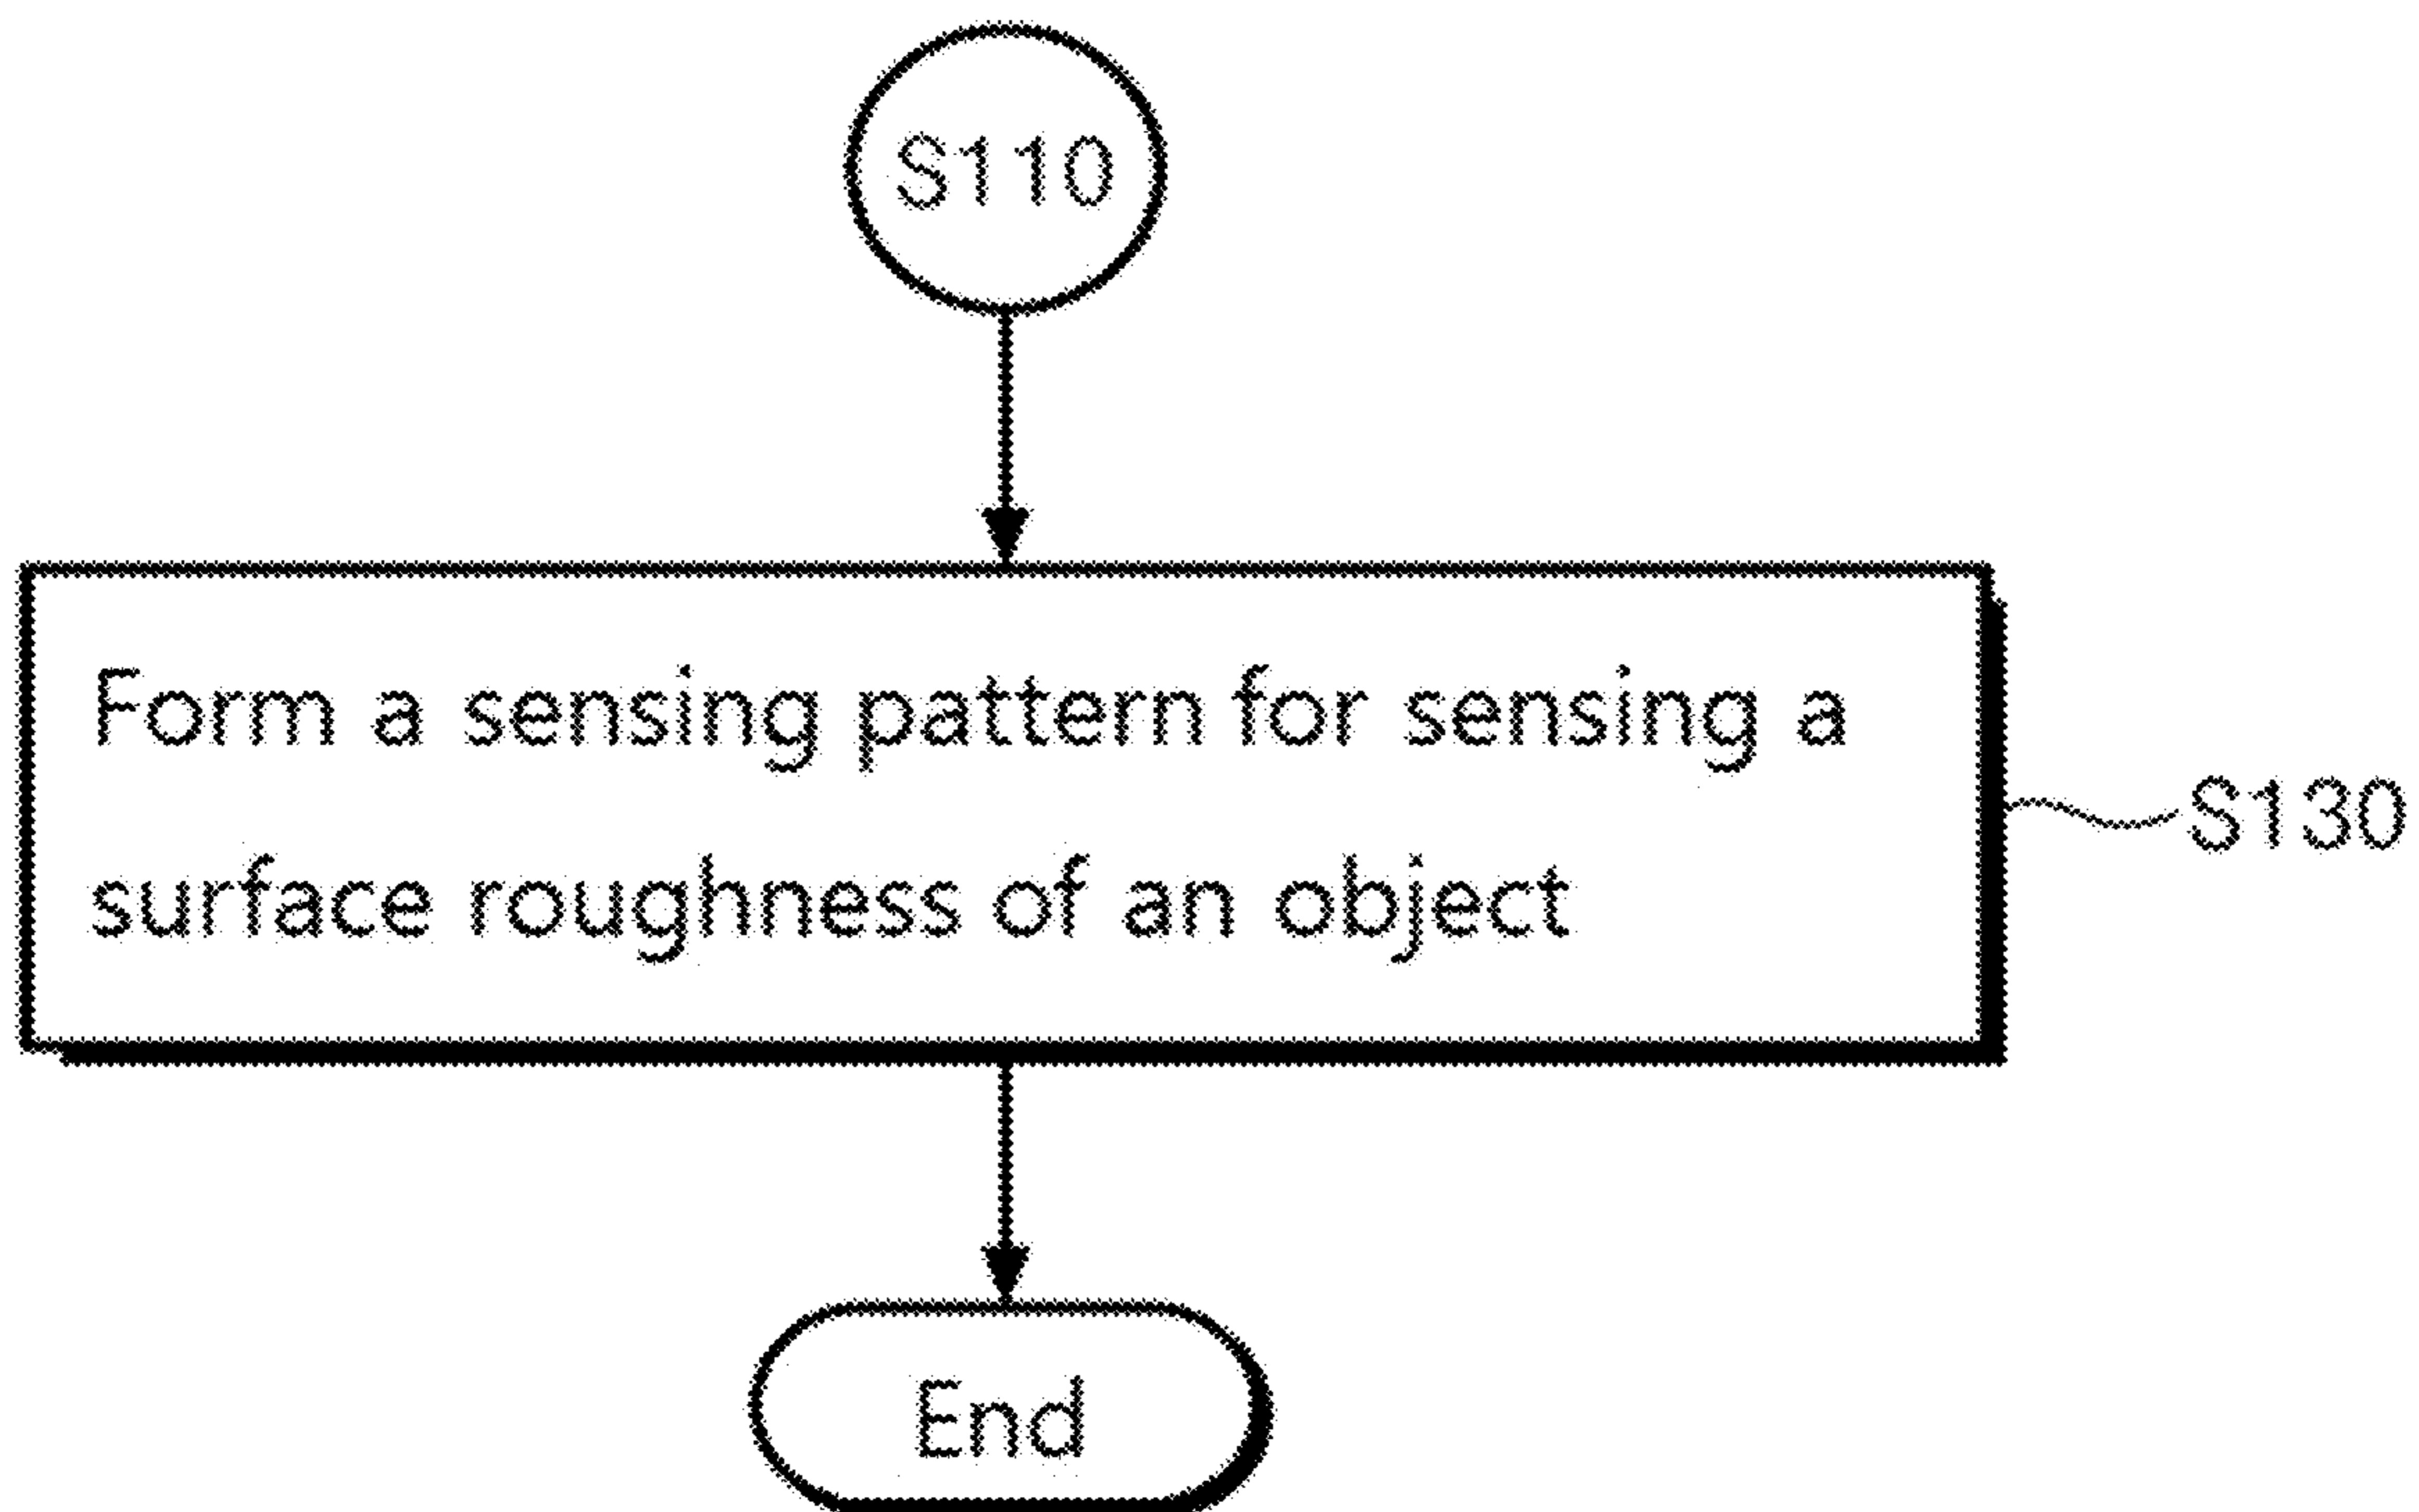 S110
Form a sensing pattern for sensing a
surface roughness of an object
S130
End